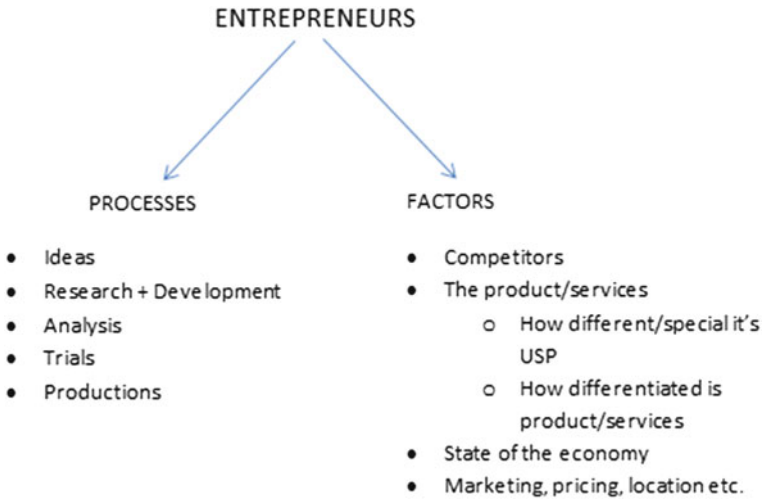 ENTREPRENEURS
PROCESSES
• Ideas
• Research + Development
• Analysis
• Trials
• Productions
FACTORS
• Competitors
• The product/services
o How different/special it's
USP
o How differentiated is
product/services
• State of the economy
• Marketing, pricing, location etc.